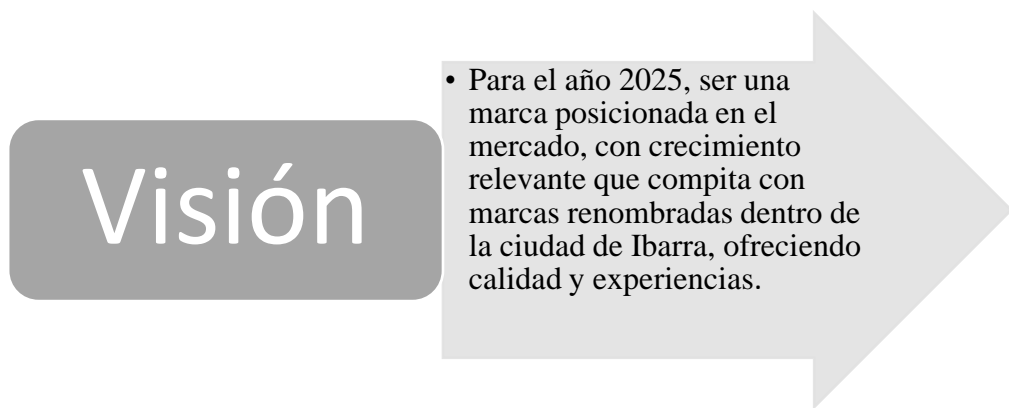 Visión
• Para el año 2025, ser una
marca posicionada en el
mercado, con crecimiento
relevante que compita con
marcas renombradas dentro de
la ciudad de Ibarra, ofreciendo
calidad y experiencias.